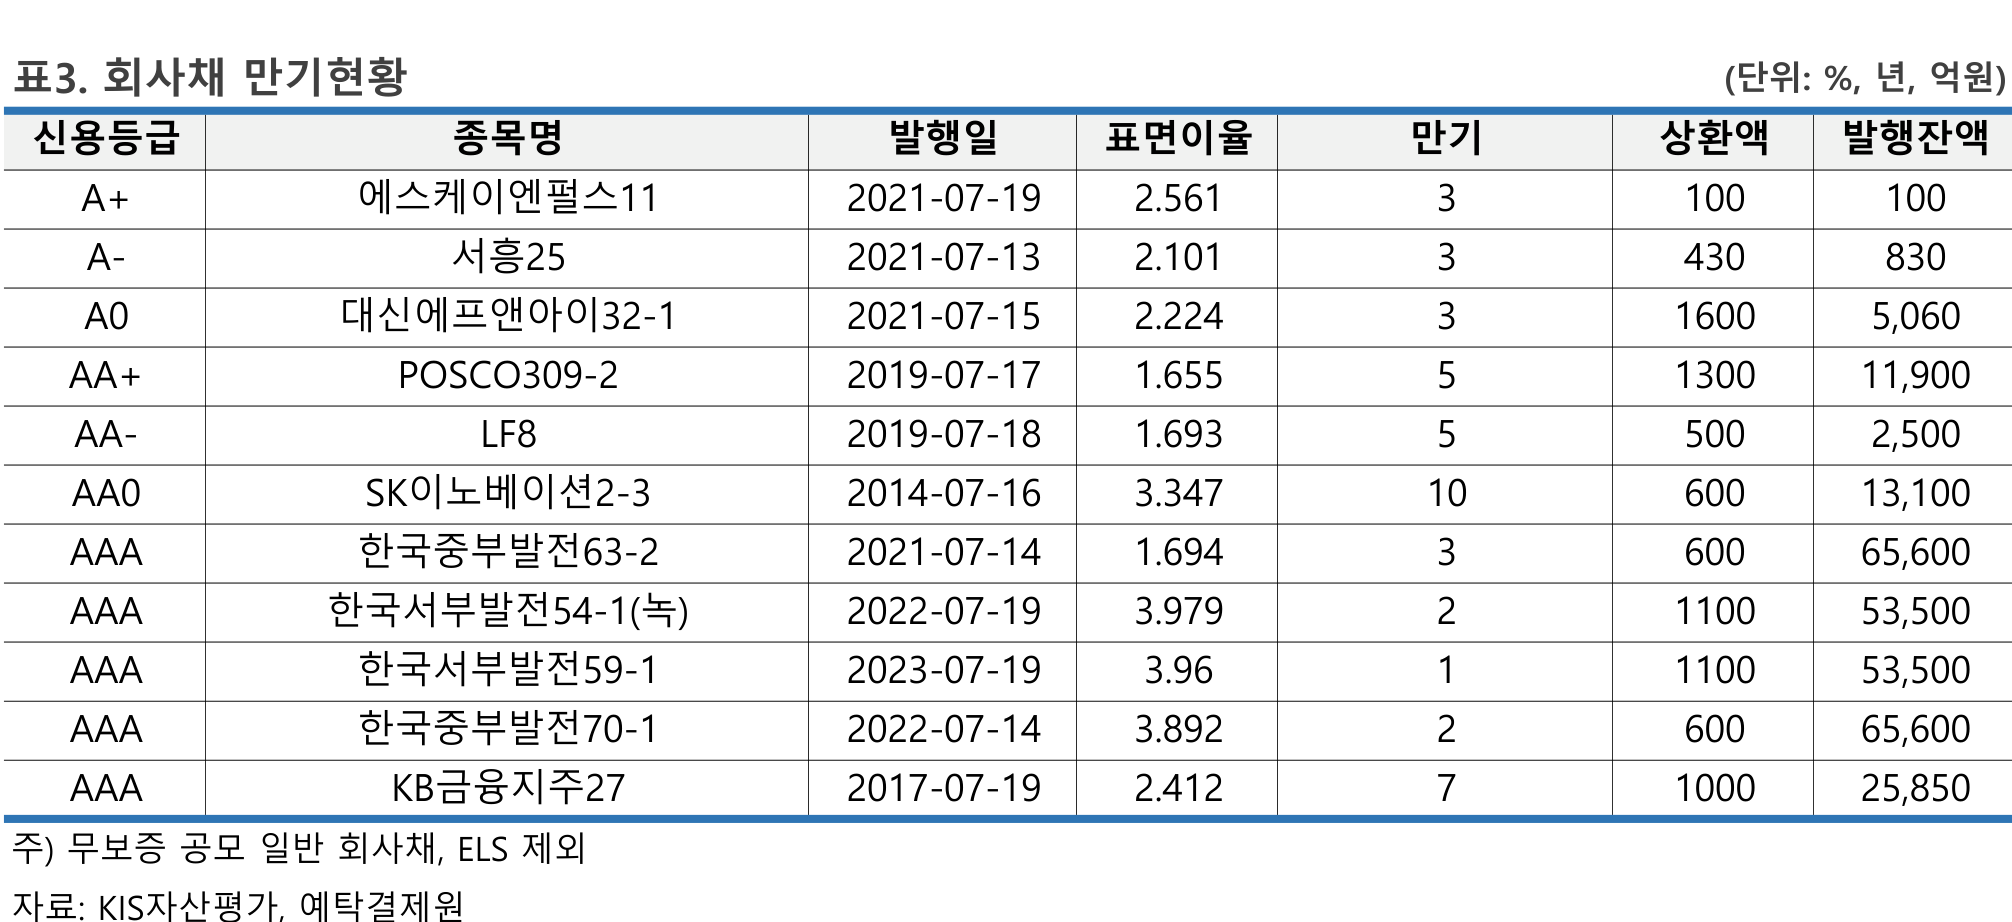 표3. 회사채 만기현황 (단위: %, 년, 억원)
신용등급 종목명 발행일 표면이율 만기 상환액 발행잔액
A+ 에스케이엔펄스11 2021-07-19 2.561 3 100 100
A- 서흥25 2021-07-13 2.101 3 430 830
A0 대신에프앤아이32-1 2021-07-15 2.224 3 1600 5,060
AA+ POSCO309-2 2019-07-17 1.655 5 1300 11,900
AA- LF8 2019-07-18 1.693 5 500 2,500
AA0 SK이노베이션2-3 2014-07-16 3.347 10 600 13,100
AAA 한국중부발전63-2 2021-07-14 1.694 3 600 65,600
AAA 한국서부발전54-1(녹) 2022-07-19 3.979 2 1100 53,500
AAA 한국서부발전59-1 2023-07-19 3.96 1 1100 53,500
AAA 한국중부발전70-1 2022-07-14 3.892 2 600 65,600
AAA KB금융지주27 2017-07-19 2.412 7 1000 25,850
주) 무보증 공모 일반 회사채, ELS 제외
자료: KIS자산평가, 예탁결제원